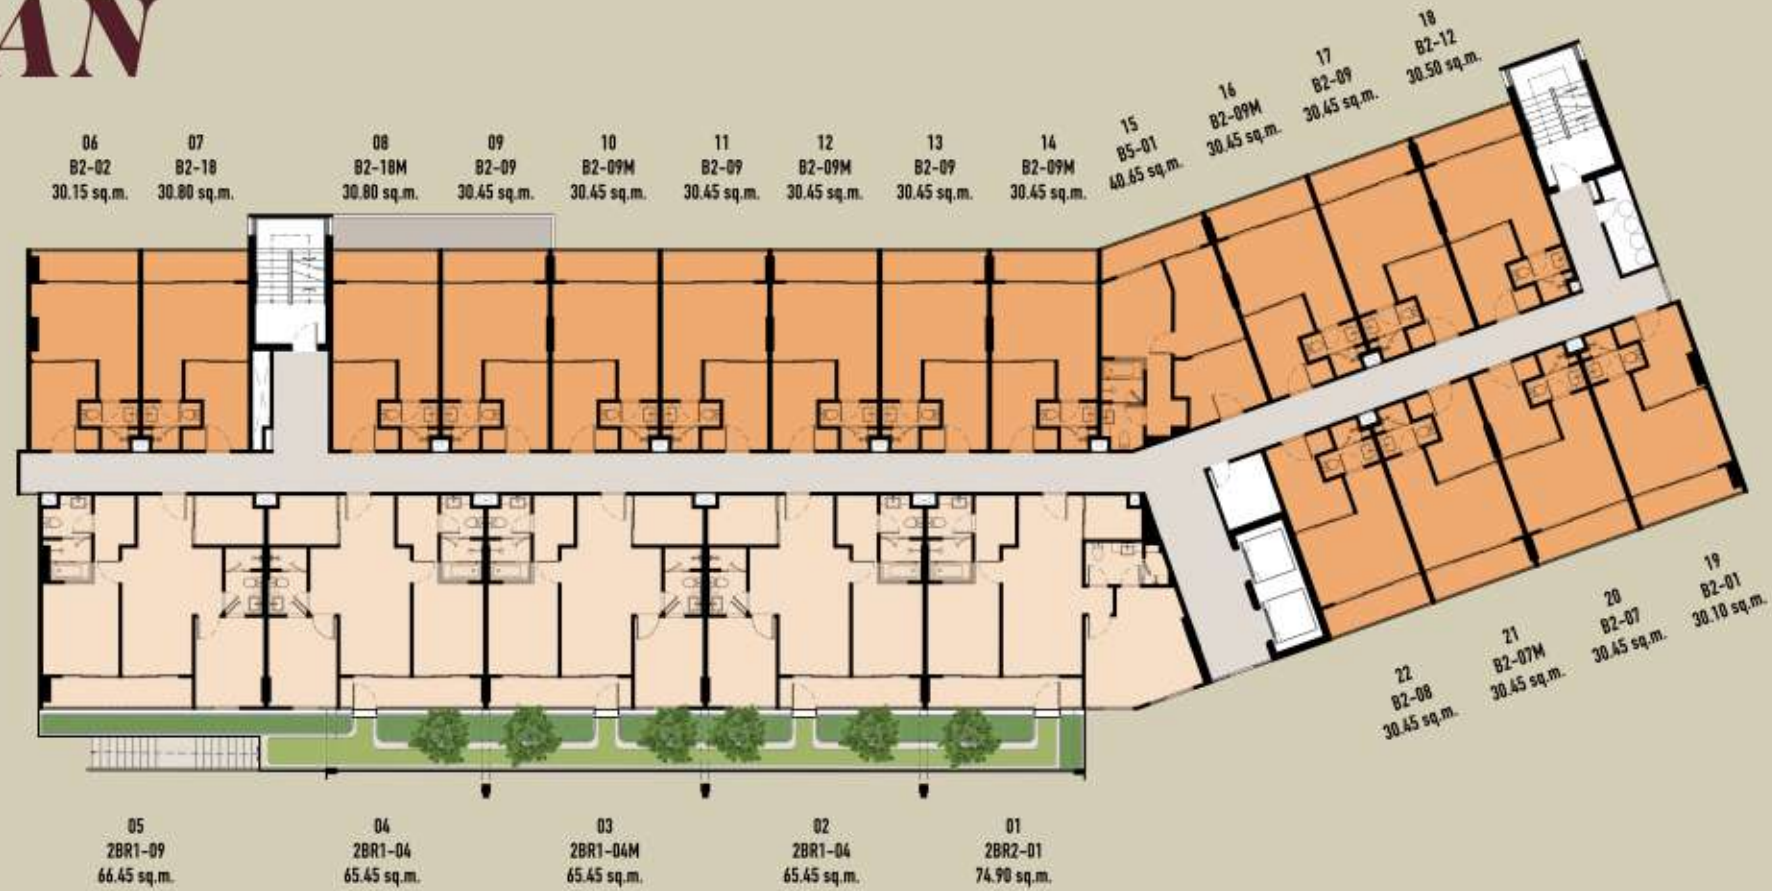 AN
06
B2-02
30.15 sq.m.
07
B2-18
30.80 sq.m.
08
B2-18M
30.80 sq.m.
09
B2-09
30.45 sq.m.
10
B2-09M
30.45 sq.m.
11
B2-09
30.45 sq.m.
12
B2-09M
30.45 sq.m.
13
B2-09
30.45 sq.m.
14
B2-09M
30.45 sq.m.
15
B5-01
40.65 sq.m.
16
B2-09M
30.45 sq.m.
17
B2-09
30.45 sq.m.
18
B2-12
30.50 sq.m.
19
B2-01
30.10 sq.m.
20
B2-07
30.45 sq.m.
21
B2-07M
30.45 sq.m.
22
B2-08
30.45 sq.m.
05
2BR1-09
66.45 sq.m.
04
2BR1-04
65.45 sq.m.
03
2BR1-04M
65.45 sq.m.
02
2BR1-04
65.45 sq.m.
01
2BR2-01
74.90 sq.m.